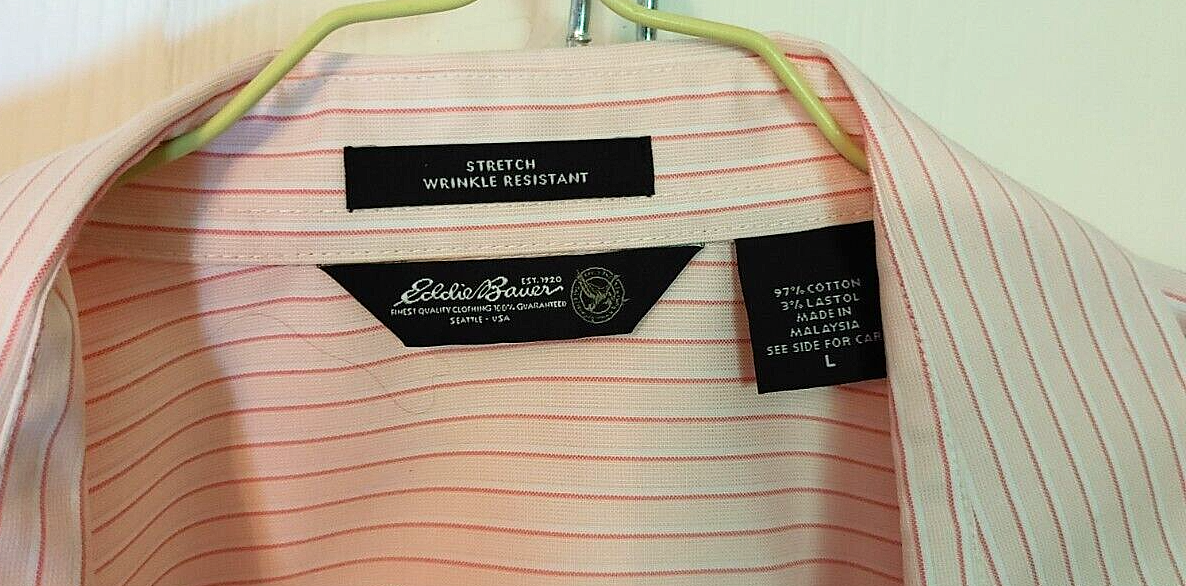 STRETCH
WRINKLE RESISTANT
EST. 1920
Eddie Bauer
FINEST QUALITY CLOTHING 100% GUARANTEED
SEATTLE - USA
97% COTTON
3% LASTOL
MADE IN
MALAYSIA
SEE SIDE FOR CAR
L